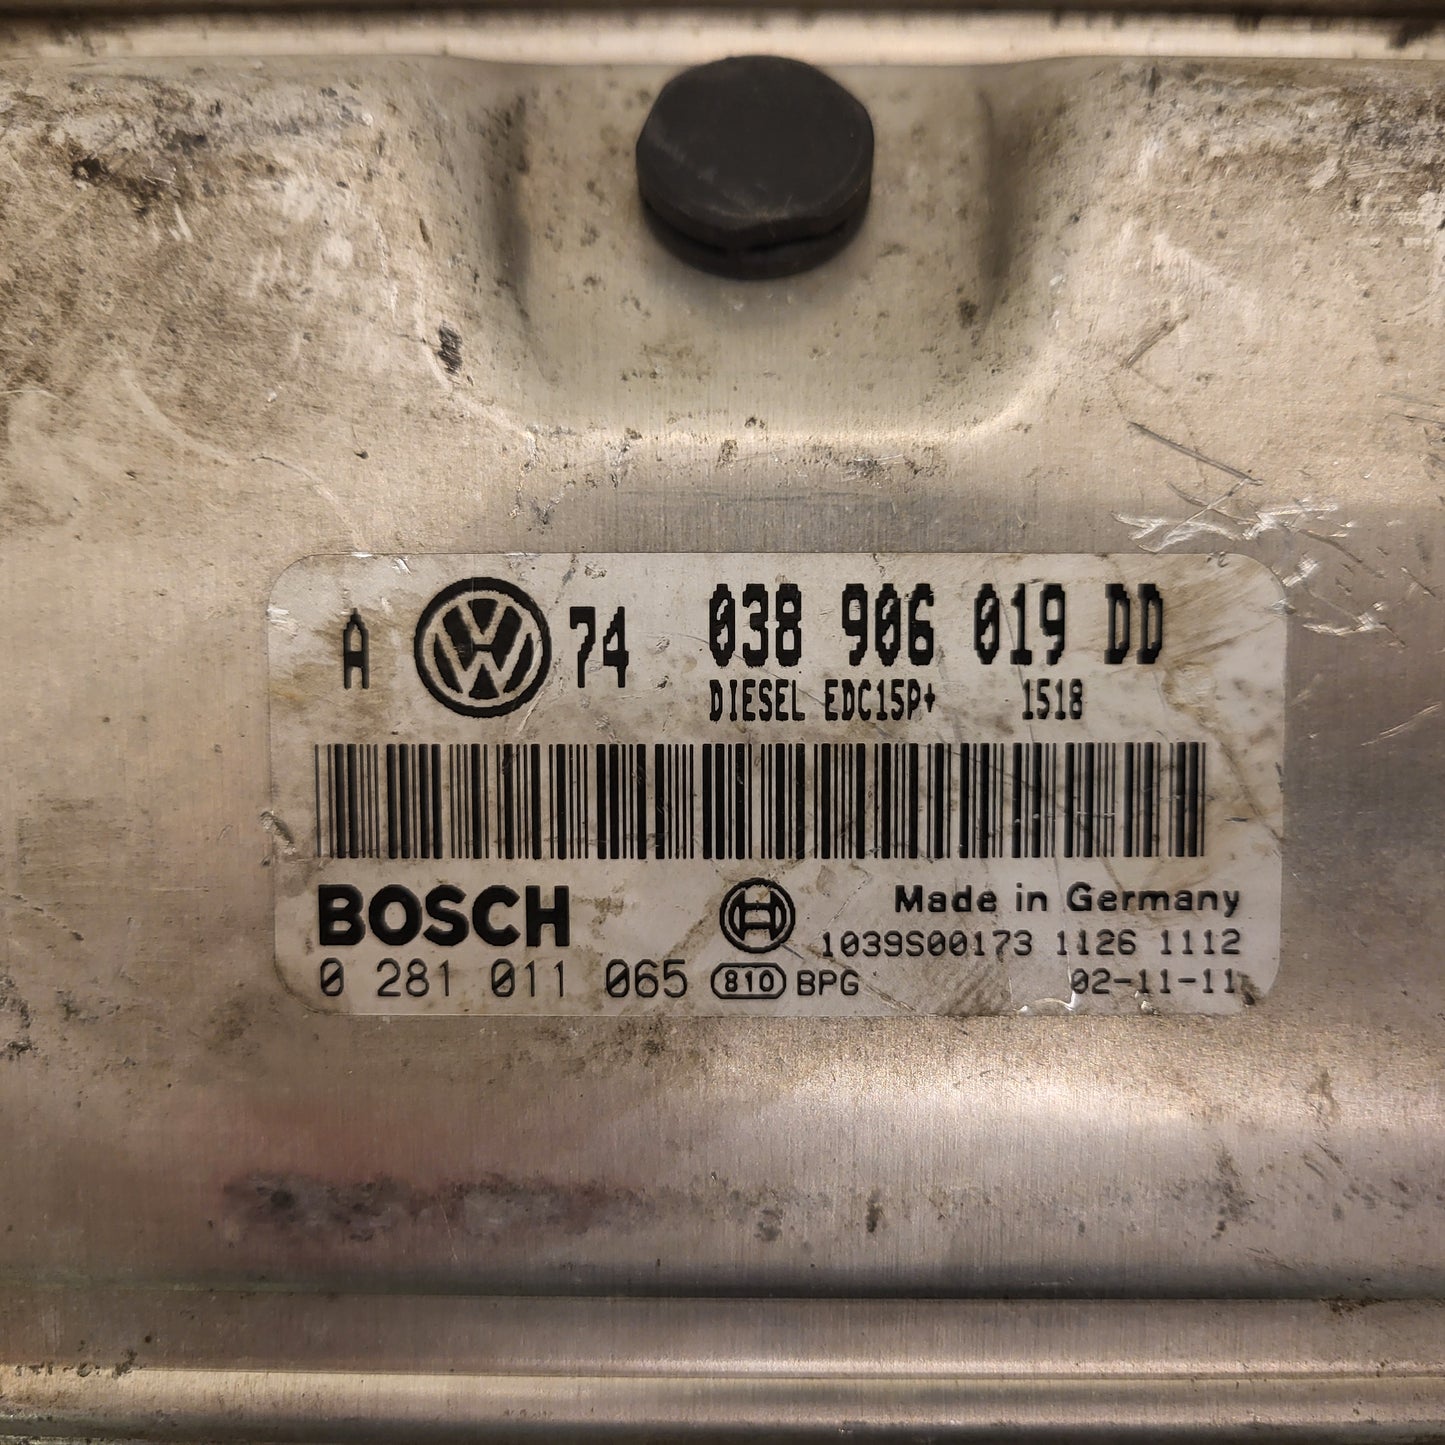 A VW 74 038 906 019 DD
DIESEL EDC15P+ 1518
BOSCH Made in Germany
1039S00173 1126 1112
0 281 011 065 810 BPG 02-11-11